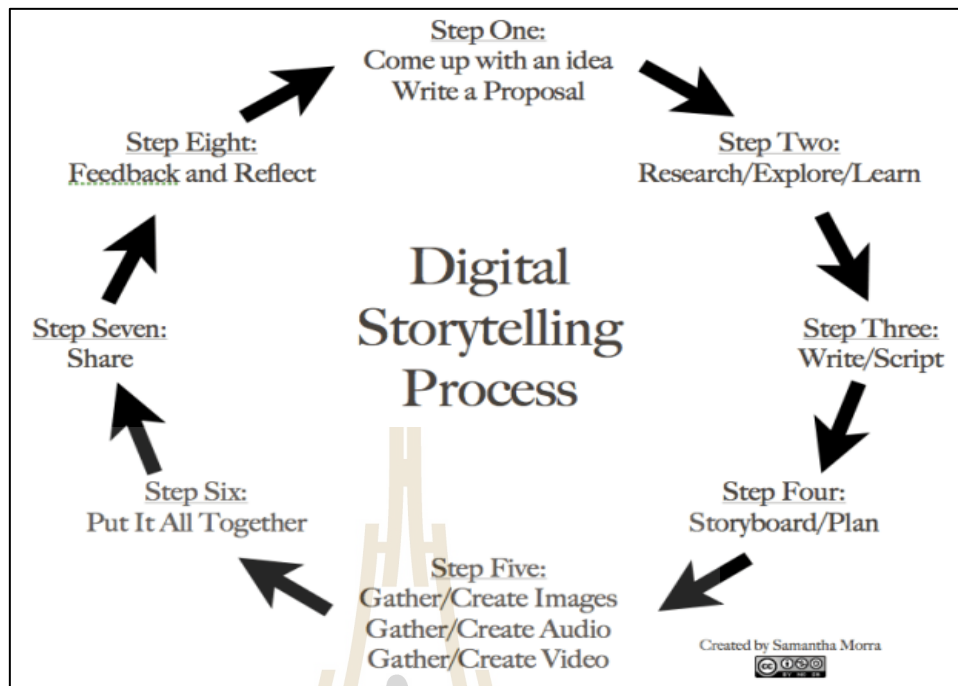 Step One:
Come up with an idea
Write a Proposal
Step Two:
Research/Explore/Learn
Step Three:
Write/Script
Step Four:
Storyboard/Plan
Step Five:
Gather/Create Images
Gather/Create Audio
Gather/Create Video
Step Six:
Put It All Together
Step Seven:
Share
Step Eight:
Feedback and Reflect
Digital
Storytelling
Process
Created by Samantha Morra